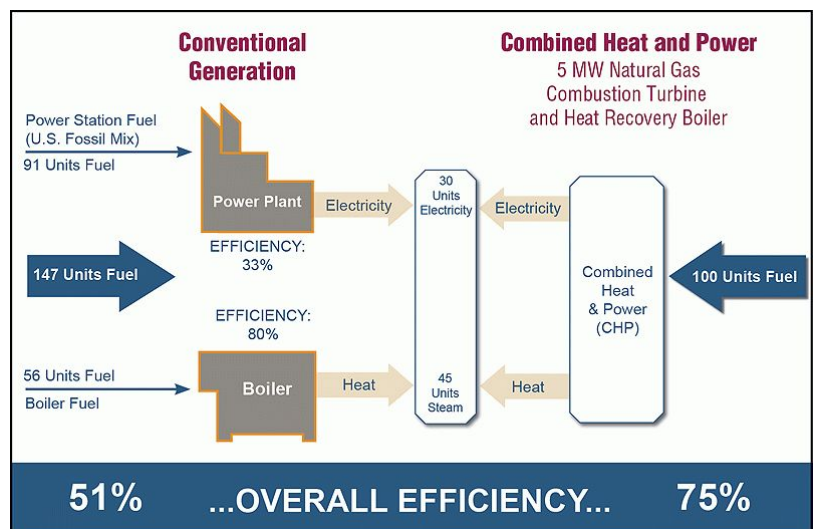 Conventional
Generation
Combined Heat and Power
5 MW Natural Gas
Combustion Turbine
and Heat Recovery Boiler
Power Station Fuel
(U.S. Fossil Mix)
91 Units Fuel
Power Plant
Electricity
30
Units
Electricity
Electricity
EFFICIENCY:
33%
147 Units Fuel
Combined
Heat
& Power
(CHP)
100 Units Fuel
EFFICIENCY:
80%
56 Units Fuel
Boiler Fuel
Boiler
Heat
45
Units
Steam
Heat
51% ...OVERALL EFFICIENCY... 75%